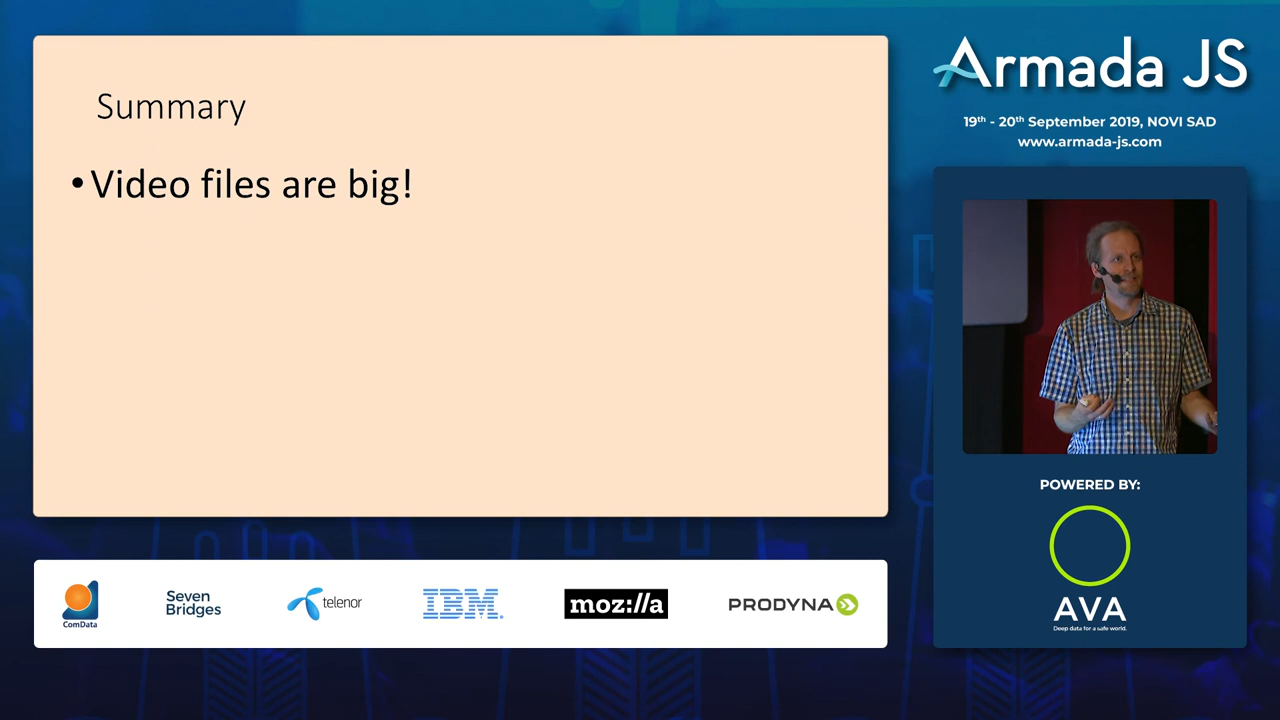 Summary
• Video files are big!
Armada JS
19th - 20th September 2019, NOVI SAD
www.armada-js.com
POWERED BY:
AVA
Deep data for a safe world.
ComData
Seven
Bridges
telenor
IBM.
moz://a
PRODYNA